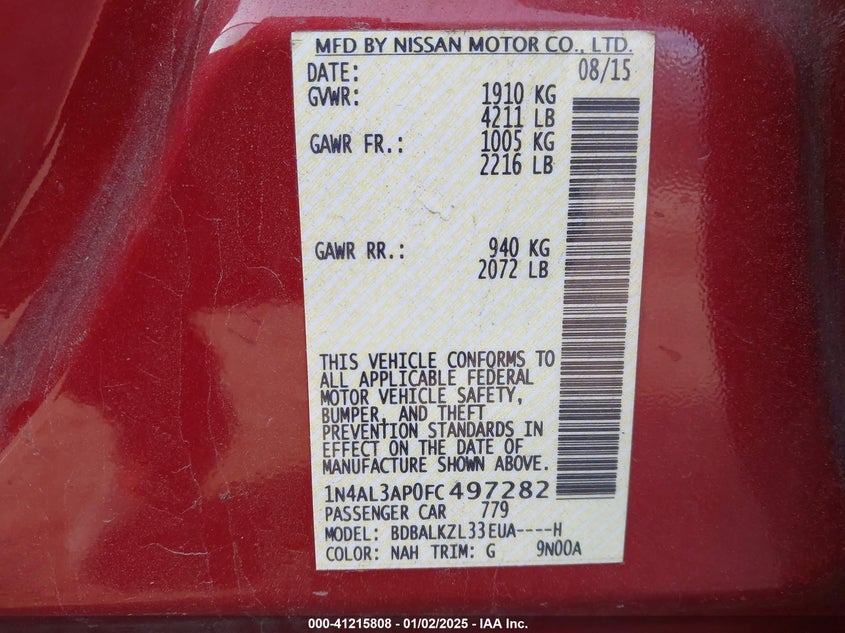 MFD BY NISSAN MOTOR CO., LTD.
DATE: 08/15
GVWR: 1910 KG
4211 LB
GAWR FR.: 1005 KG
2216 LB
GAWR RR.: 940 KG
2072 LB
THIS VEHICLE CONFORMS TO
ALL APPLICABLE FEDERAL
MOTOR VEHICLE SAFETY,
BUMPER, AND THEFT
PREVENTION STANDARDS IN
EFFECT ON THE DATE OF
MANUFACTURE SHOWN ABOVE.
1N4AL3AP0FC497282
PASSENGER CAR 779
MODEL: BDBALKZL33EUA----H
COLOR: NAH TRIM: G 9N00A
000-41215808 - 01/02/2025 - IAA Inc.